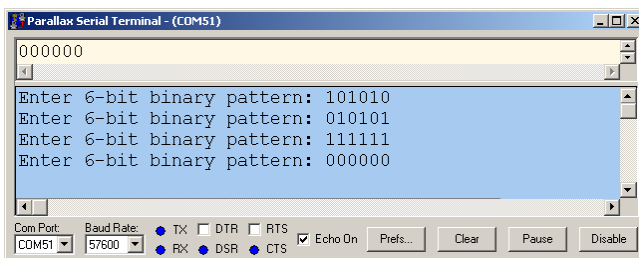 Parallax Serial Terminal - (COM51)
000000
Enter 6-bit binary pattern: 101010
Enter 6-bit binary pattern: 010101
Enter 6-bit binary pattern: 111111
Enter 6-bit binary pattern: 000000
Com Port: Baud Rate: TX DTR RTS
COM51 57600 RX DSR CTS Echo On Prefs... Clear Pause Disable